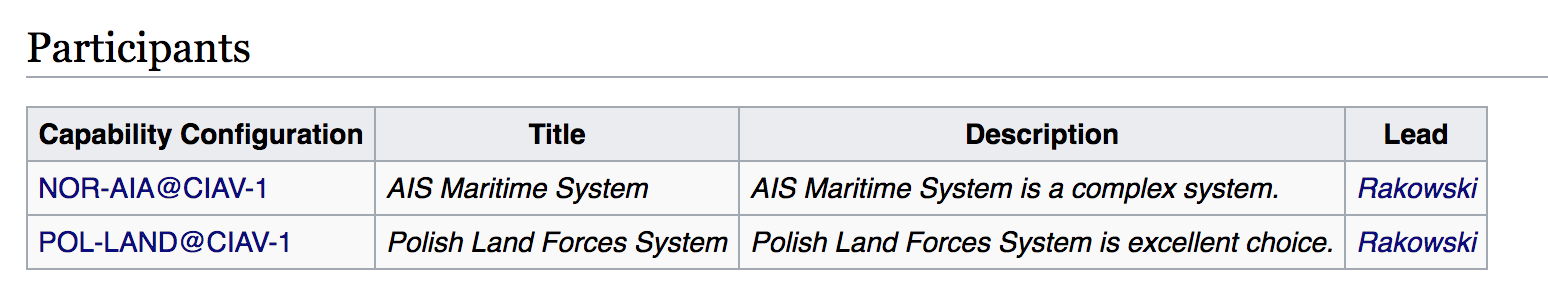 Participants
Capability Configuration Title Description Lead
NOR-AIA@CIAV-1 AIS Maritime System AIS Maritime System is a complex system. Rakowski
POL-LAND@CIAV-1 Polish Land Forces System Polish Land Forces System is excellent choice. Rakowski